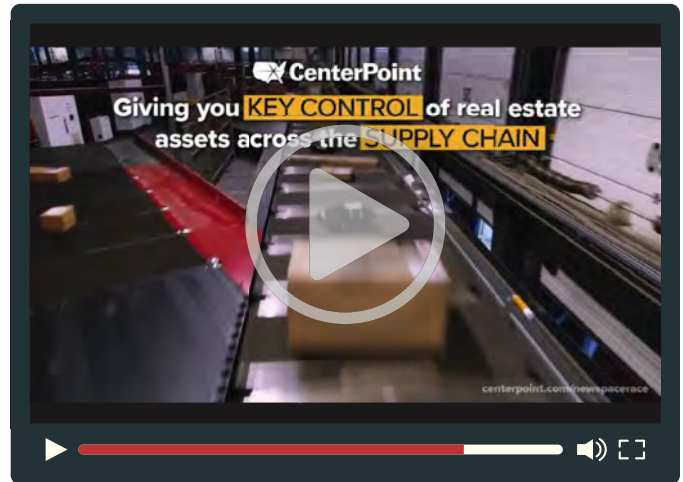 CenterPoint
Giving you KEY CONTROL of real estate
assets across the SUPPLY CHAIN
centerpoint.com/newspacerace